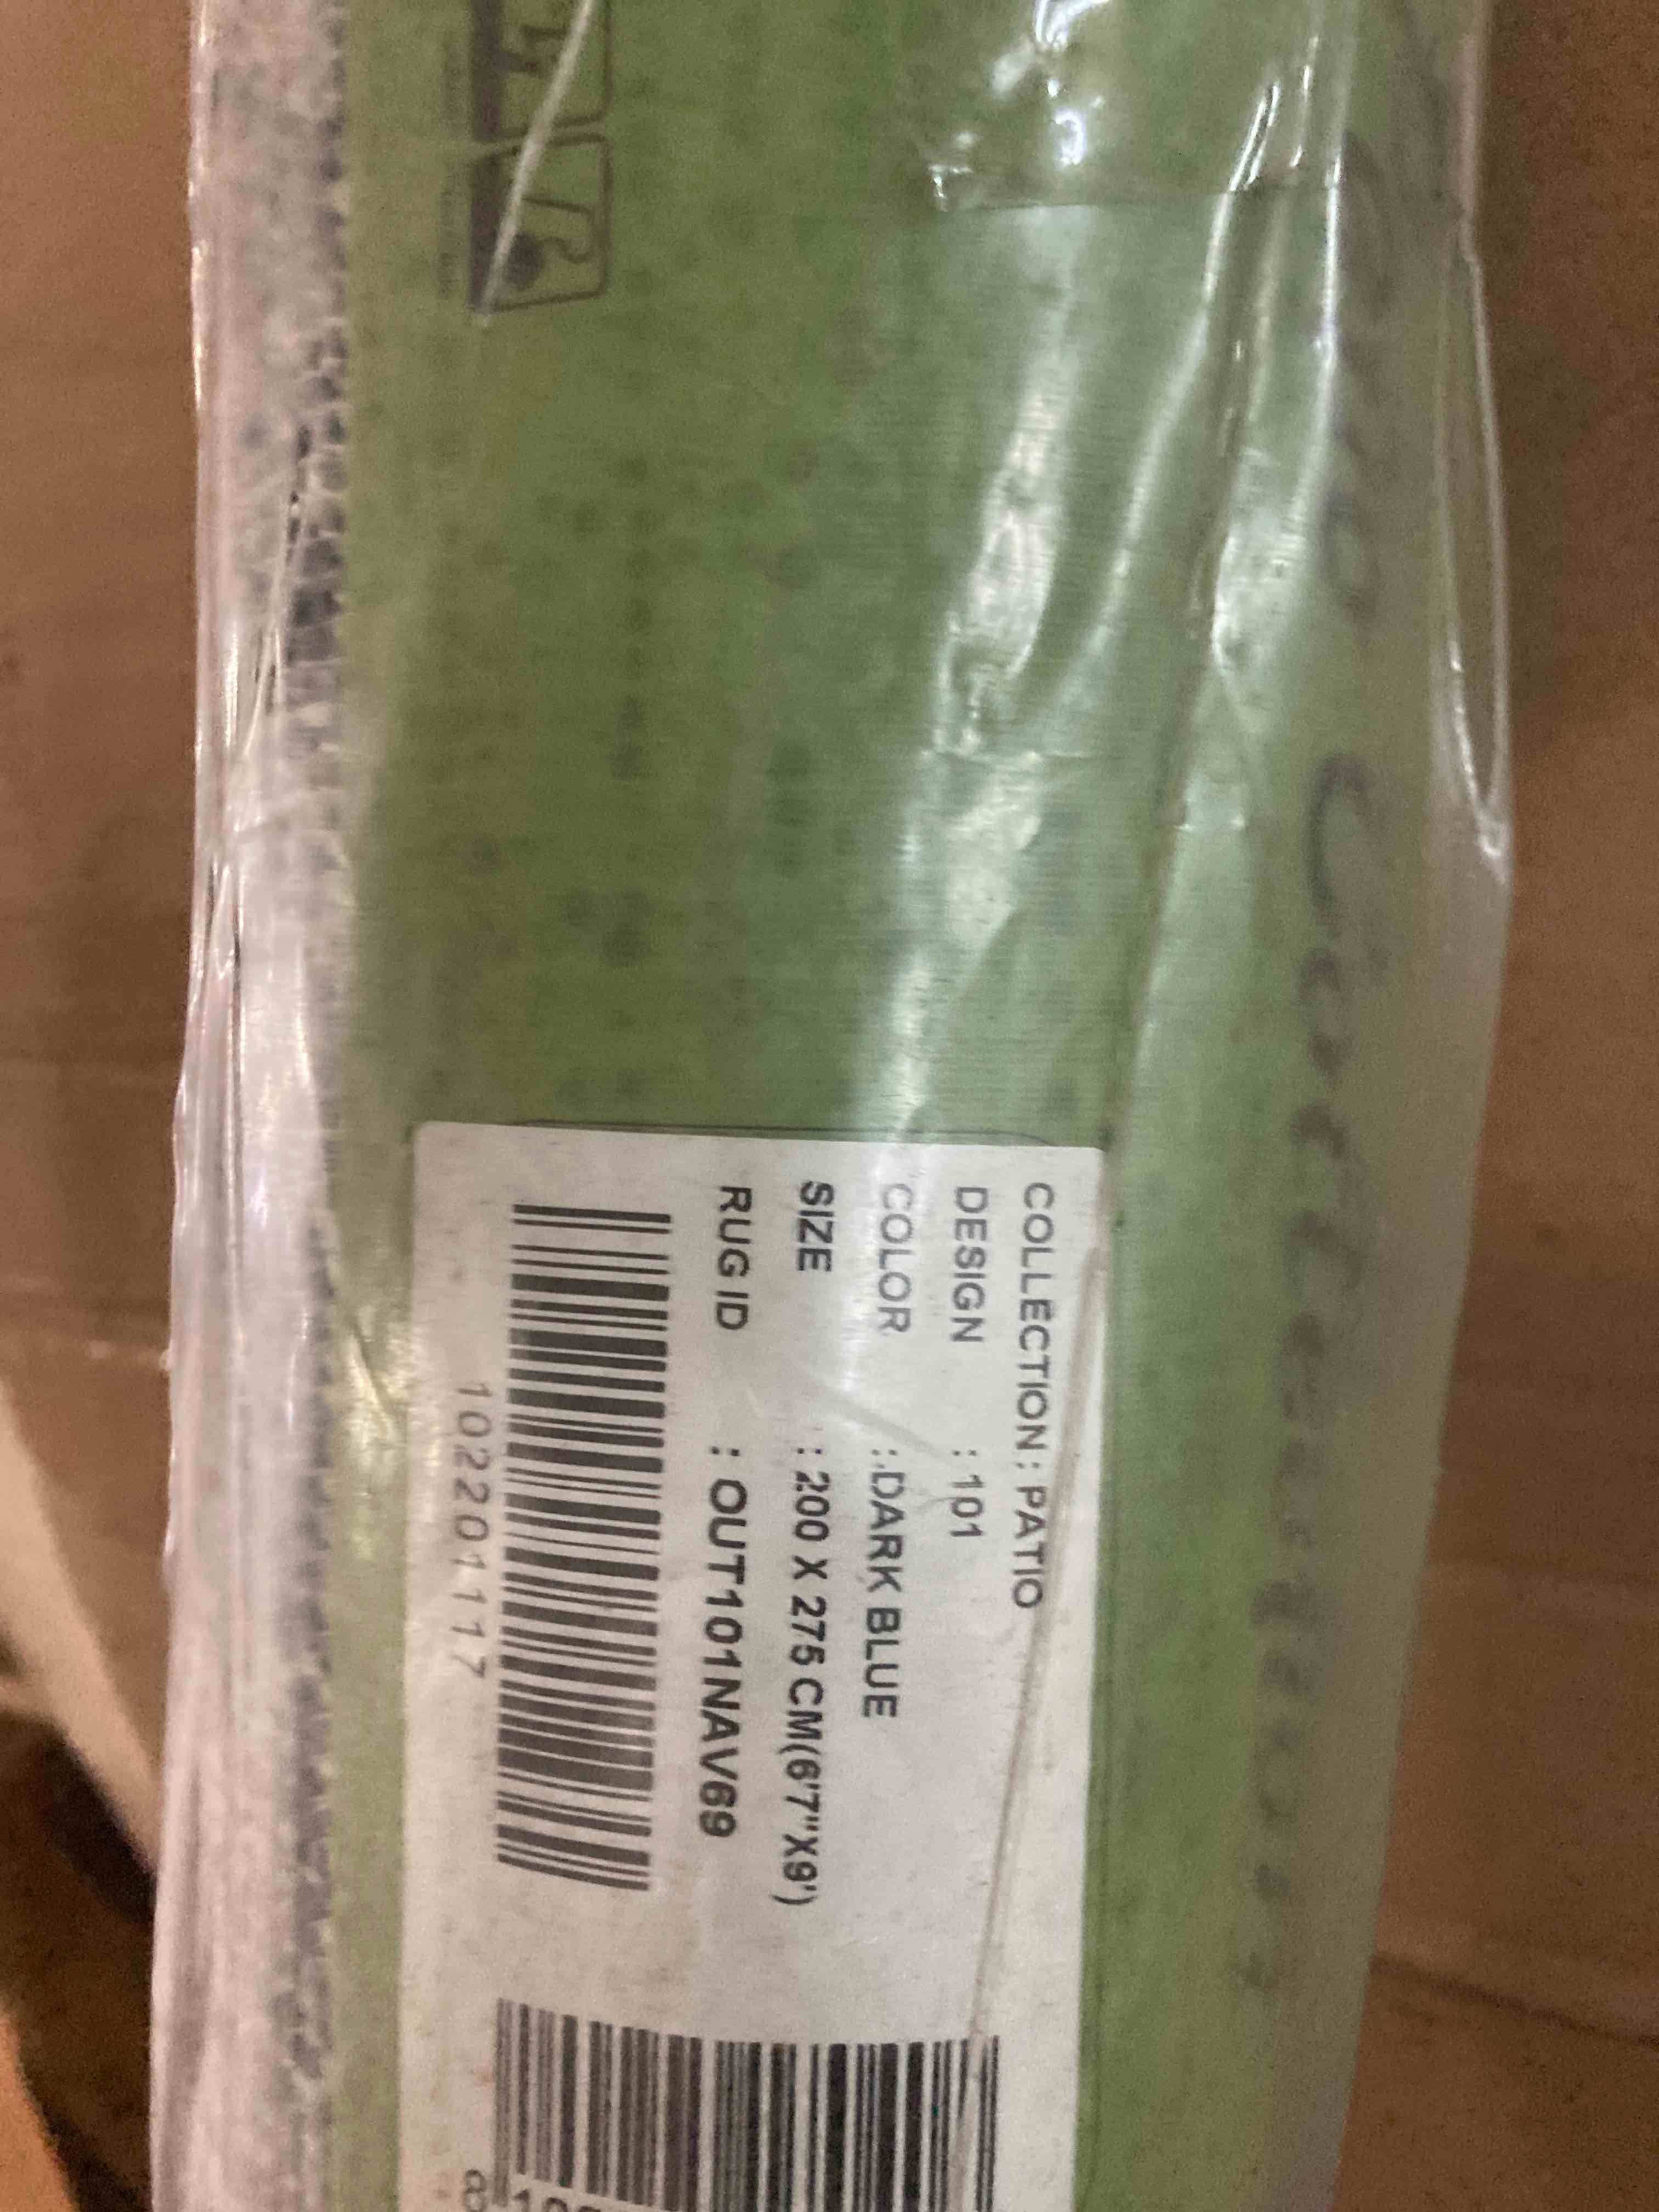 COLLECTION : PATIO
DESIGN : 101
COLOR : DARK BLUE
SIZE : 200 X 275 CM(6'7"X9')
RUG ID : OUT101NAV69
102201117